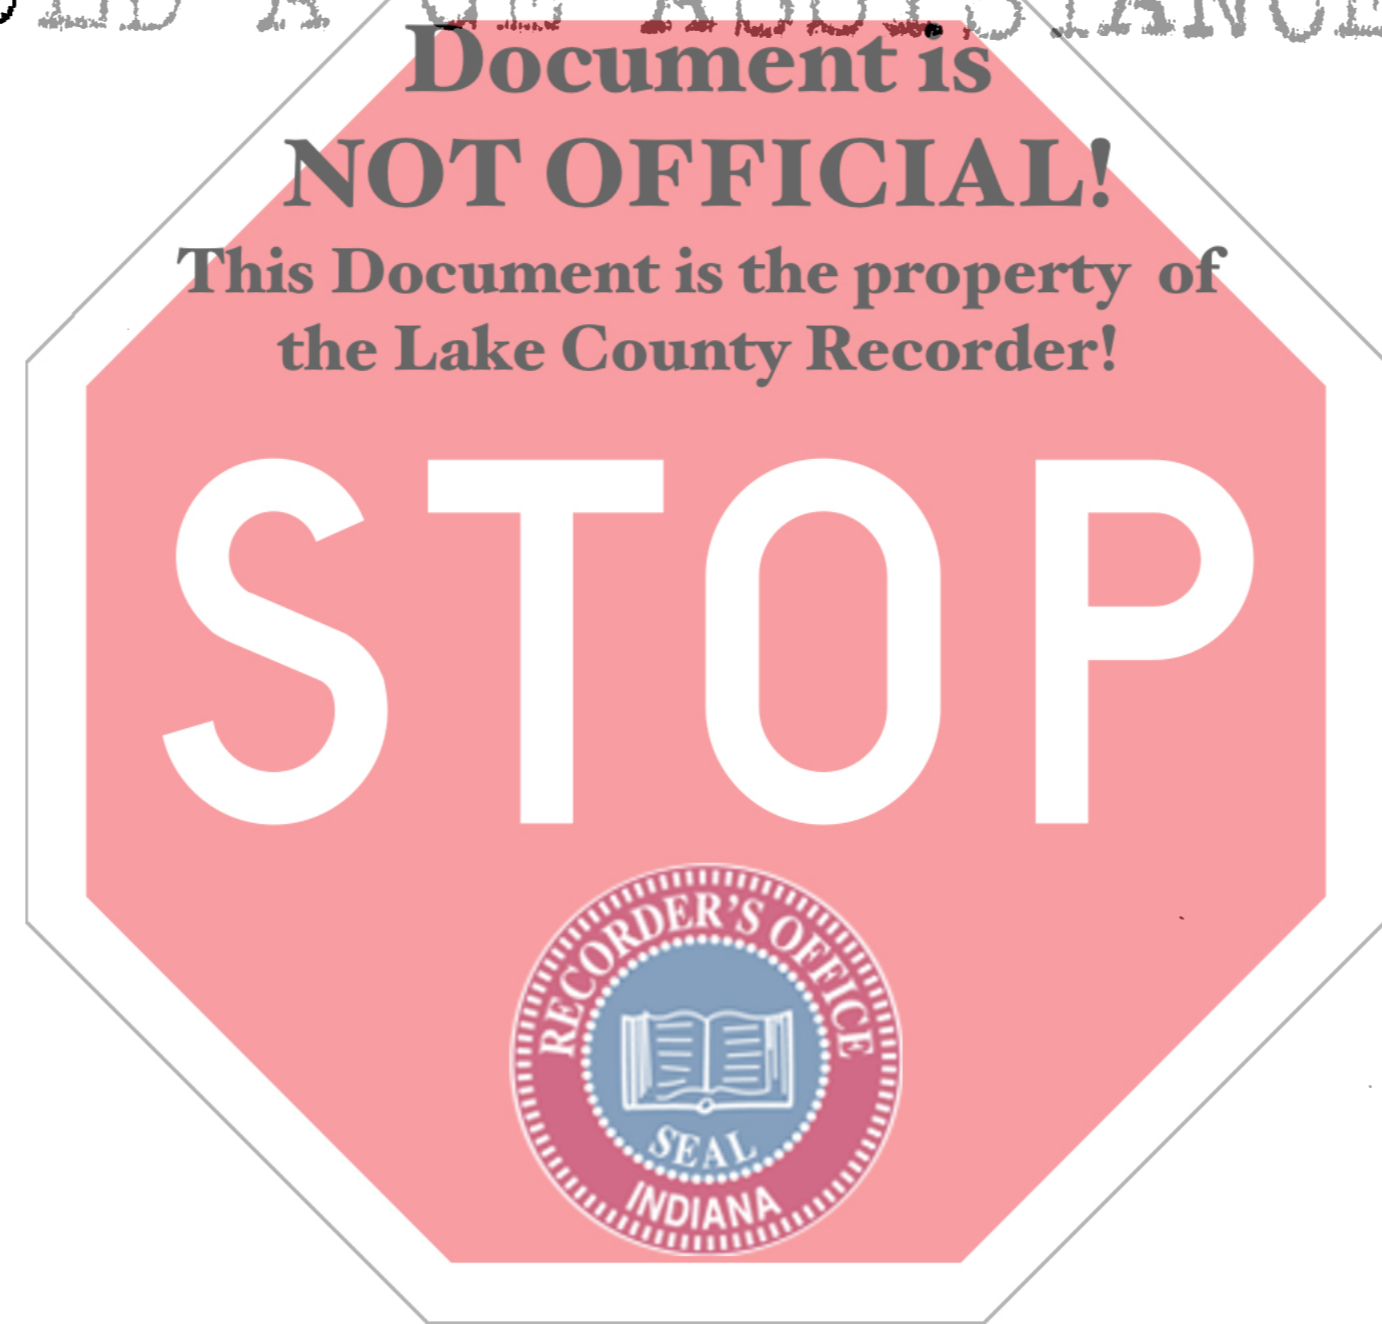 Document is
NOT OFFICIAL!
This Document is the property of
the Lake County Recorder!
STOP
RECORDER'S OFFICE
SEAL
INDIANA